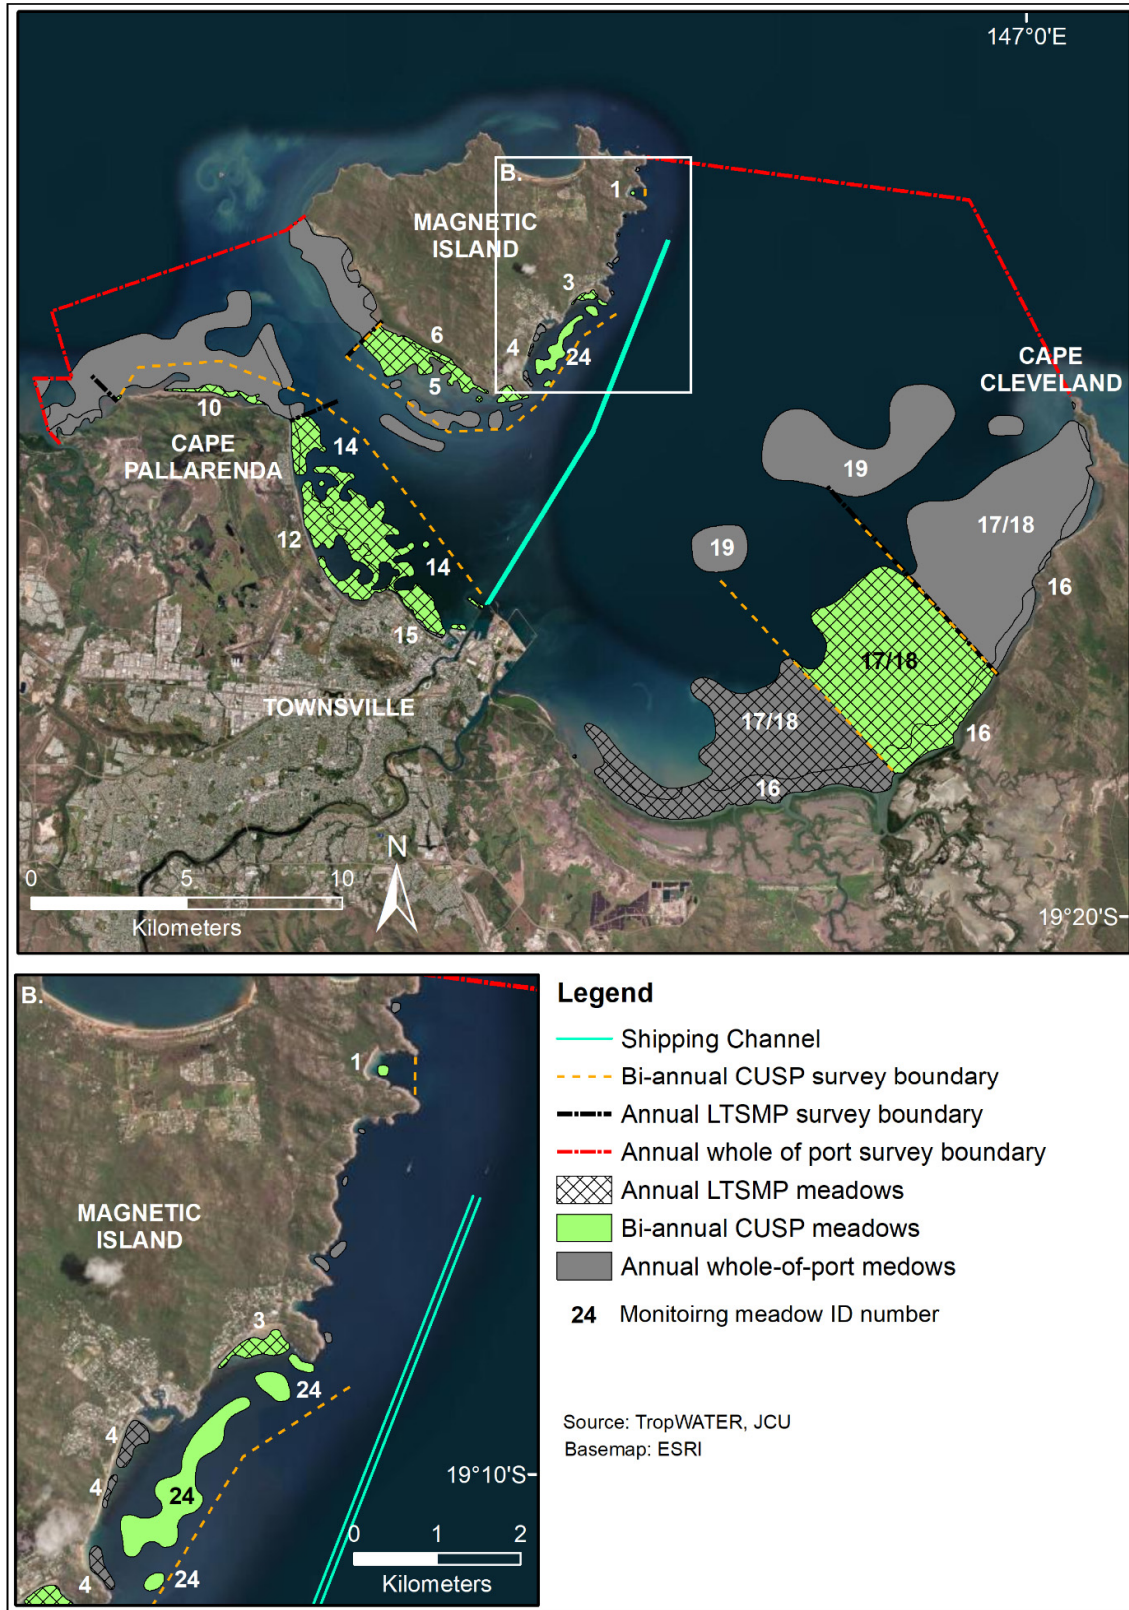 147°0'E
B.
1
MAGNETIC
ISLAND
3
6
4
24
5
CAPE
CLEVELAND
10
14
CAPE
PALLARENDA
19
17/18
12
19
14
16
15
17/18
TOWNSVILLE
17/18
16
16
N
0 5 10
Kilometers
19°20'S
B.
1
MAGNETIC
ISLAND
3
24
4
4
24
19°10'S
24
4
0 1 2
Kilometers
Legend
Shipping Channel
Bi-annual CUSP survey boundary
Annual LTSMP survey boundary
Annual whole of port survey boundary
Annual LTSMP meadows
Bi-annual CUSP meadows
Annual whole-of-port medows
24 Monitoirng meadow ID number
Source: TropWATER, JCU
Basemap: ESRI